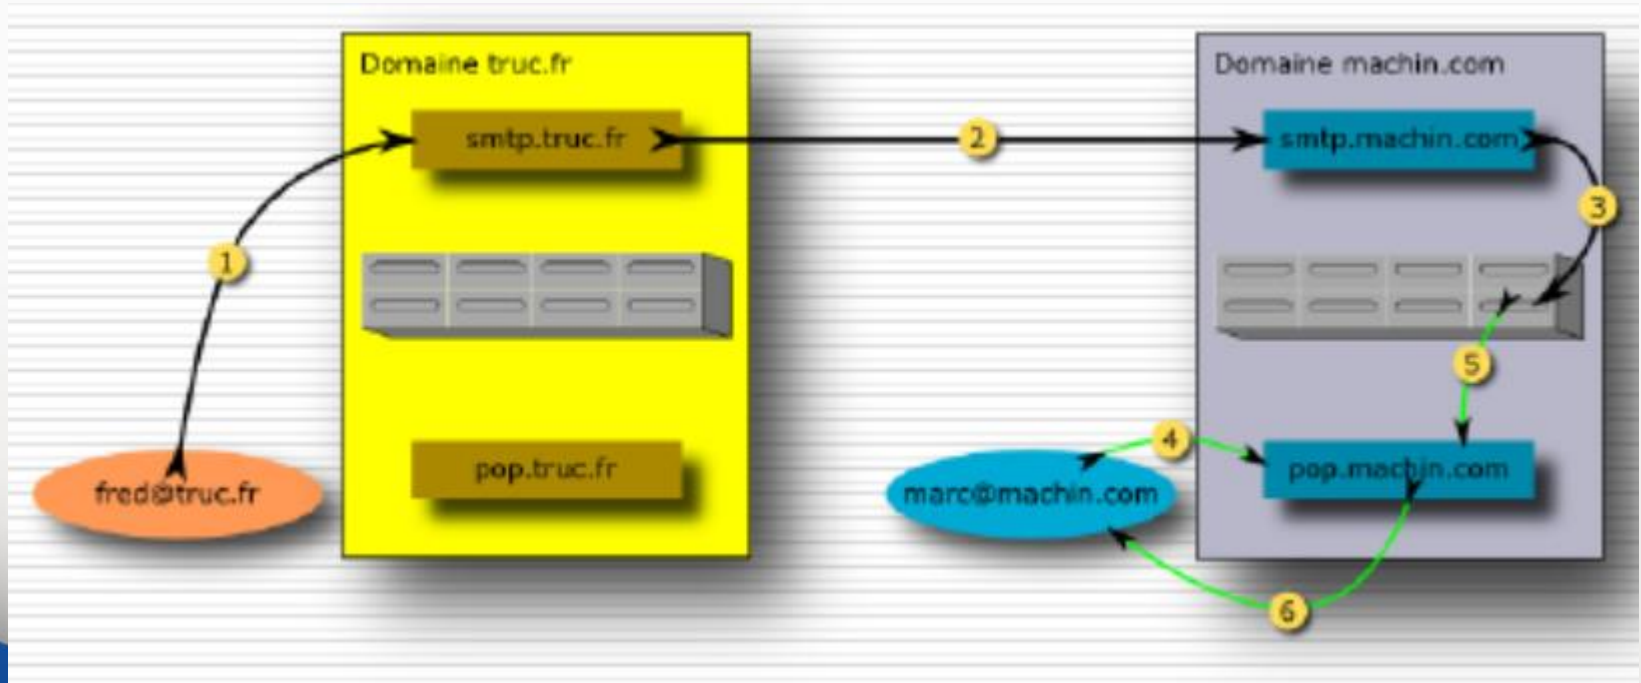 Domaine truc.fr
Domaine machin.com
smtp.truc.fr
2
smtp.machin.com
3
1
5
4
pop.truc.fr
pop.machin.com
fred@truc.fr
marc@machin.com
6